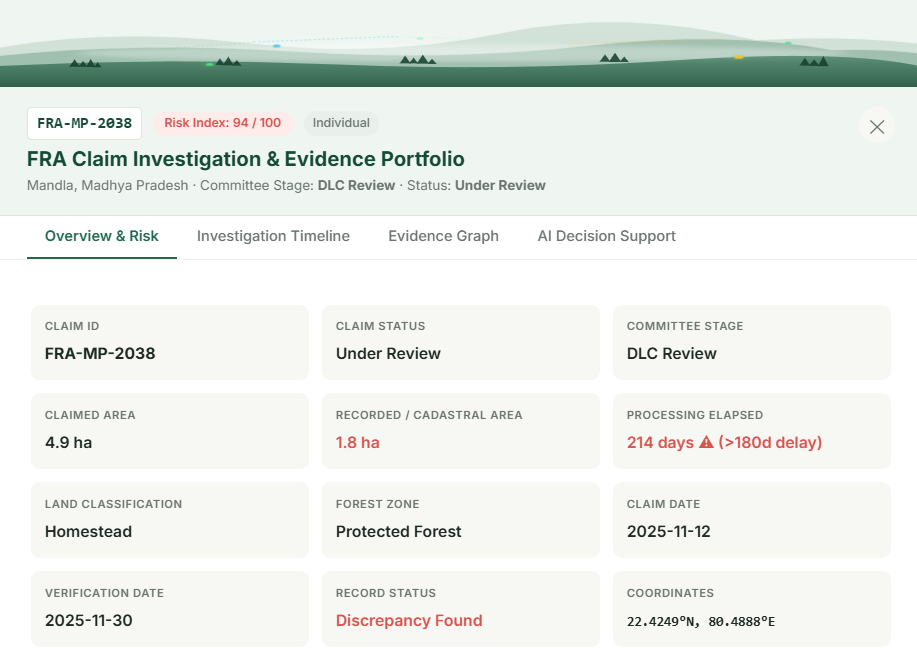 FRA-MP-2038 Risk Index: 94 / 100 Individual
FRA Claim Investigation & Evidence Portfolio
Mandla, Madhya Pradesh · Committee Stage: DLC Review · Status: Under Review
Overview & Risk Investigation Timeline Evidence Graph AI Decision Support
CLAIM ID
FRA-MP-2038
CLAIM STATUS
Under Review
COMMITTEE STAGE
DLC Review
CLAIMED AREA
4.9 ha
RECORDED / CADASTRAL AREA
1.8 ha
PROCESSING ELAPSED
214 days ⚠ (>180d delay)
LAND CLASSIFICATION
Homestead
FOREST ZONE
Protected Forest
CLAIM DATE
2025-11-12
VERIFICATION DATE
2025-11-30
RECORD STATUS
Discrepancy Found
COORDINATES
22.4249°N, 80.4888°E